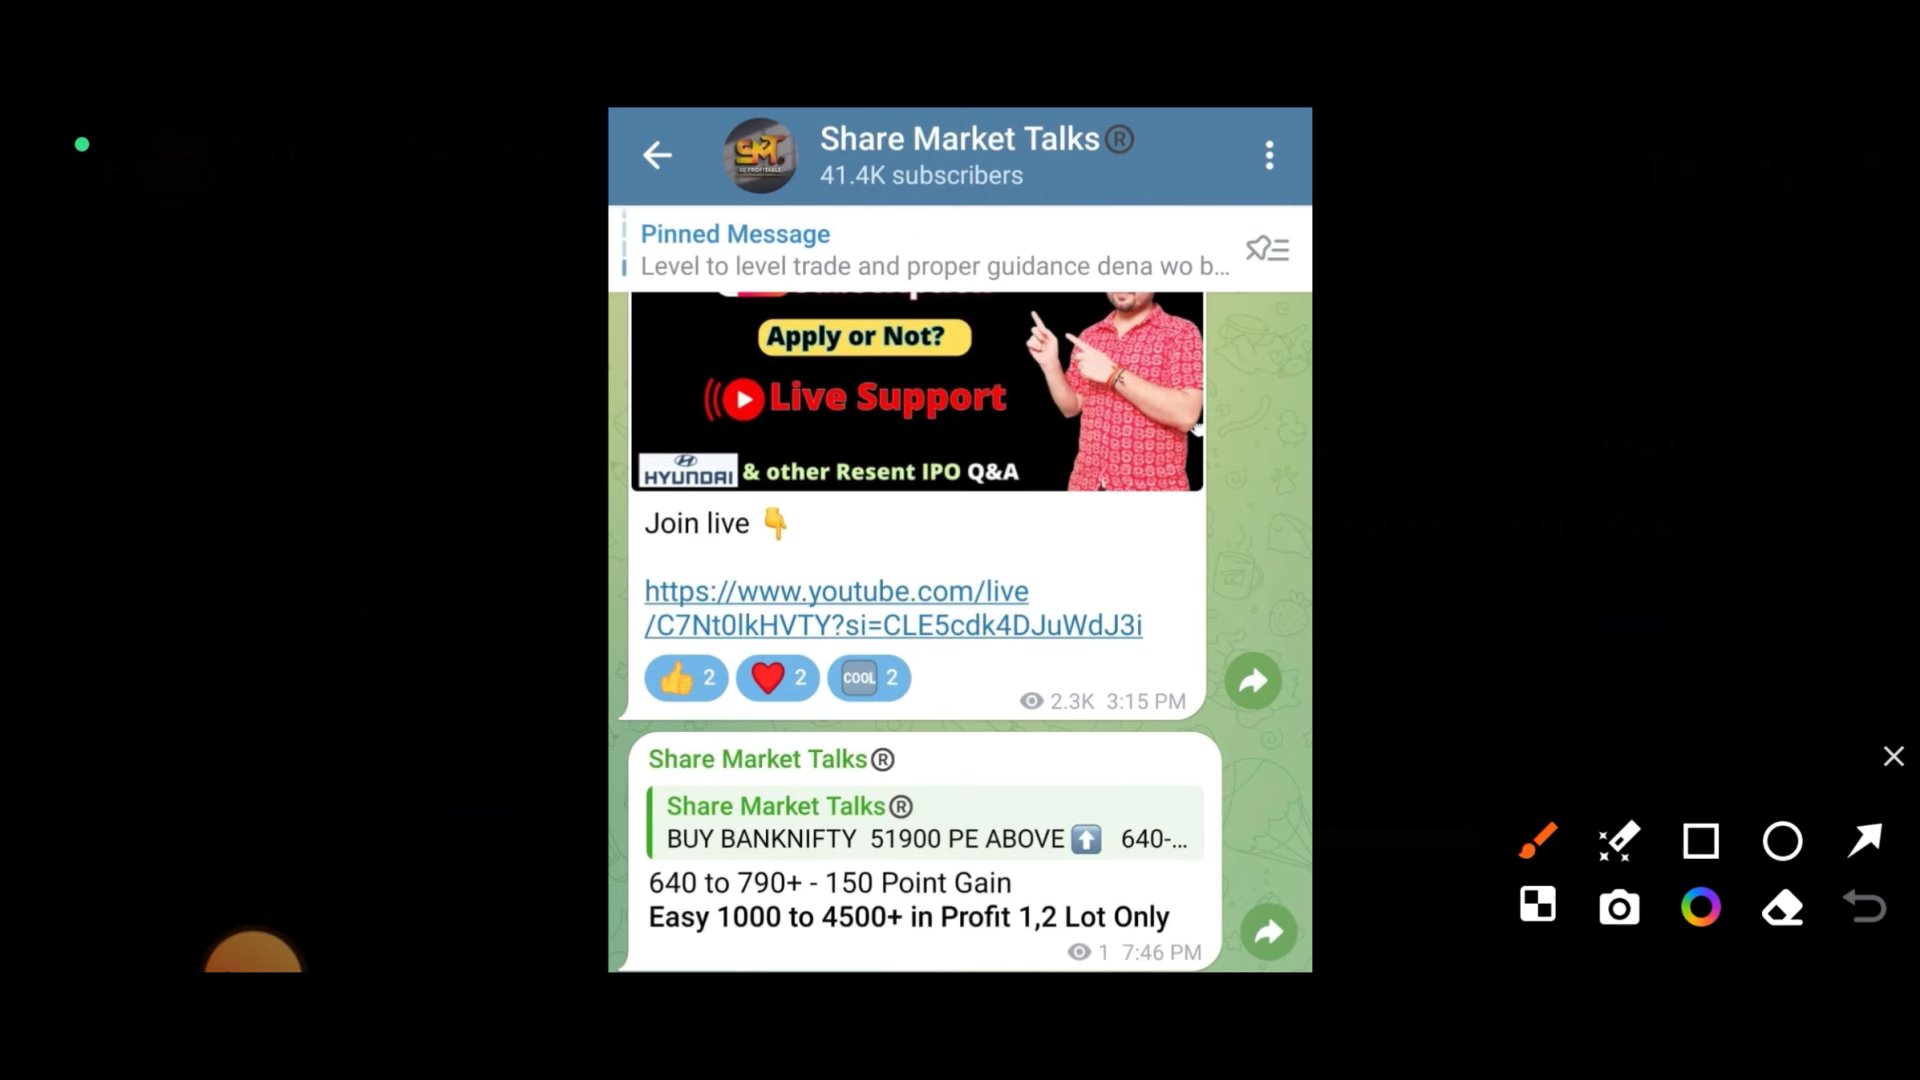 Share Market Talks®
41.4K subscribers
Pinned Message
Level to level trade and proper guidance dena wo b...
Apply or Not?
Live Support
HYUNDAI & other Resent IPO Q&A
Join live 👇
https://www.youtube.com/live
/C7Nt0lkHVTY?si=CLE5cdk4DJuWdJ3i
👍 2 ❤️ 2 COOL 2
2.3K 3:15 PM
Share Market Talks®
Share Market Talks®
BUY BANKNIFTY 51900 PE ABOVE ⬆️ 640-...
640 to 790+ - 150 Point Gain
Easy 1000 to 4500+ in Profit 1,2 Lot Only
1 7:46 PM